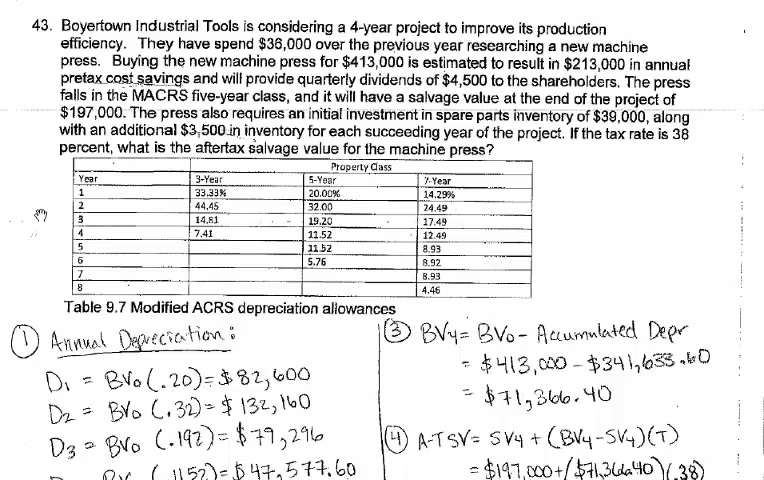 43. Boyertown Industrial Tools is considering a 4-year project to improve its production
efficiency. They have spend $36,000 over the previous year researching a new machine
press. Buying the new machine press for $413,000 is estimated to result in $213,000 in annual
pretax cost savings and will provide quarterly dividends of $4,500 to the shareholders. The press
falls in the MACRS five-year class, and it will have a salvage value at the end of the project of
$197,000. The press also requires an initial investment in spare parts inventory of $39,000, along
with an additional $3,500 in inventory for each succeeding year of the project. If the tax rate is 38
percent, what is the aftertax salvage value for the machine press?
Property Class
Year 3-Year 5-Year 7-Year
1 33.33% 20.00% 14.29%
2 44.45 32.00 24.49
3 14.81 19.20 17.49
4 7.41 11.52 12.49
5 11.52 8.93
6 5.76 8.92
7 8.93
8 4.46
Table 9.7 Modified ACRS depreciation allowances
① Annual Depreciation:
D1 = BV0 (.20) = $82,600
D2 = BV0 (.32) = $132,160
D3 = BV0 (.192) = $79,296
BV (.1152) = $47,577.60
③ BV4 = BV0 - Accumulated Depr
= $413,000 - $341,633.60
= $71,366.40
④ A-TSV = SV4 + (BV4 - SV4)(T)
= $197,000 + ($71,366.40 )(.38)